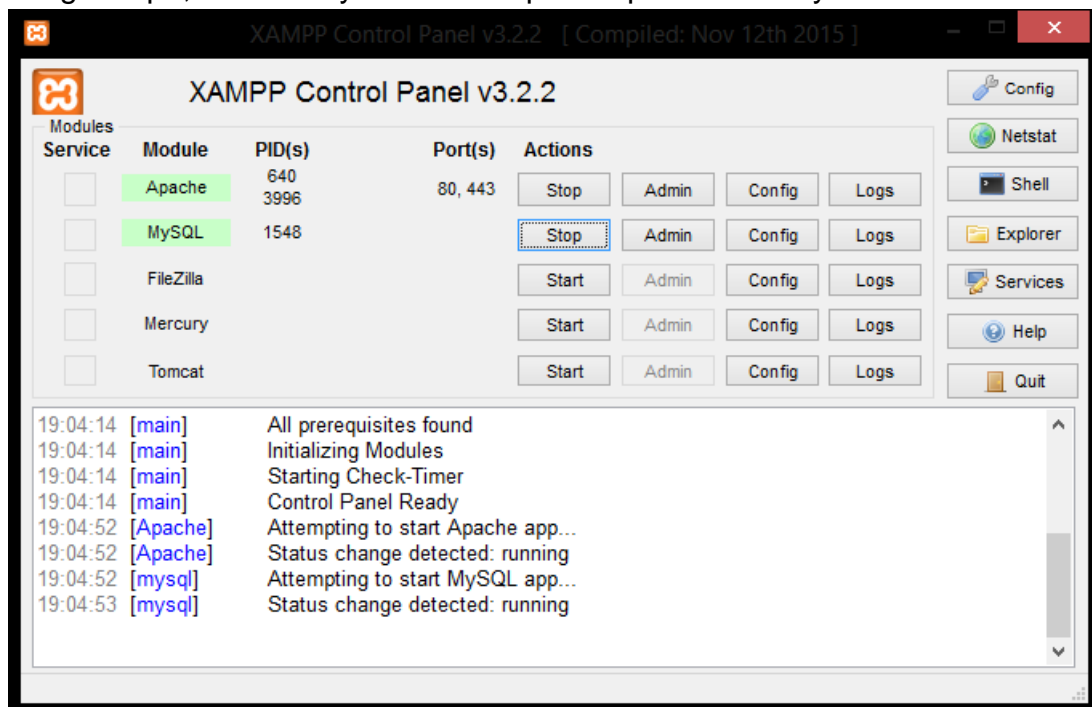 XAMPP Control Panel v3.2.2 [ Compiled: Nov 12th 2015 ]
XAMPP Control Panel v3.2.2
Config
Modules
Service Module PID(s) Port(s) Actions
Netstat
Apache 640 3996 80, 443 Stop Admin Config Logs
Shell
MySQL 1548 Stop Admin Config Logs
Explorer
FileZilla Start Admin Config Logs
Services
Mercury Start Admin Config Logs
Help
Tomcat Start Admin Config Logs
Quit
19:04:14 [main] All prerequisites found
19:04:14 [main] Initializing Modules
19:04:14 [main] Starting Check-Timer
19:04:14 [main] Control Panel Ready
19:04:52 [Apache] Attempting to start Apache app...
19:04:52 [Apache] Status change detected: running
19:04:52 [mysql] Attempting to start MySQL app...
19:04:53 [mysql] Status change detected: running